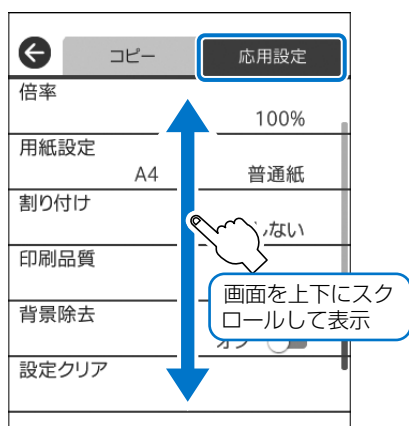 コピー
応用設定
倍率
100%
用紙設定
A4 普通紙
割り付け
ない
印刷品質
画面を上下にスク
ロールして表示
背景除去
設定クリア